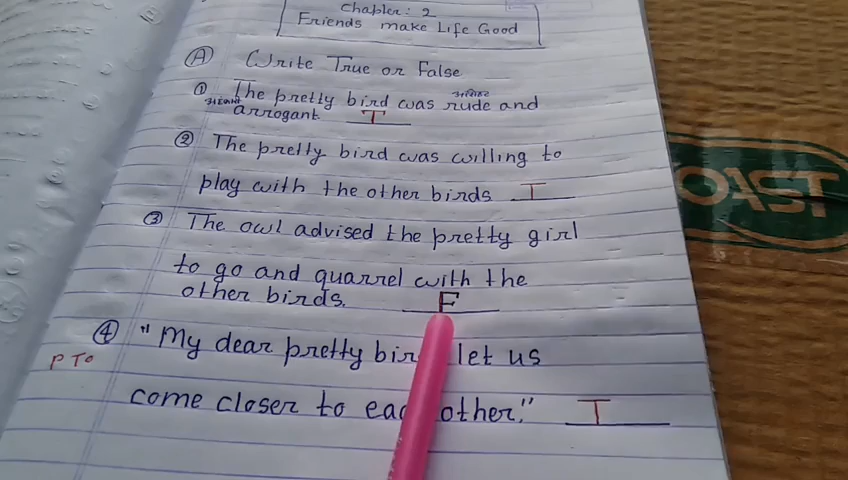 Chapter: 2
Friends make Life Good
(A) Write True or False
① The pretty bird was rude and
arrogant T
② The pretty bird was willing to
play with the other birds T
③ The owl advised the pretty girl
to go and quarrel with the
other birds. F
④ "My dear pretty bir let us
PTO
come closer to each other." T
OAST